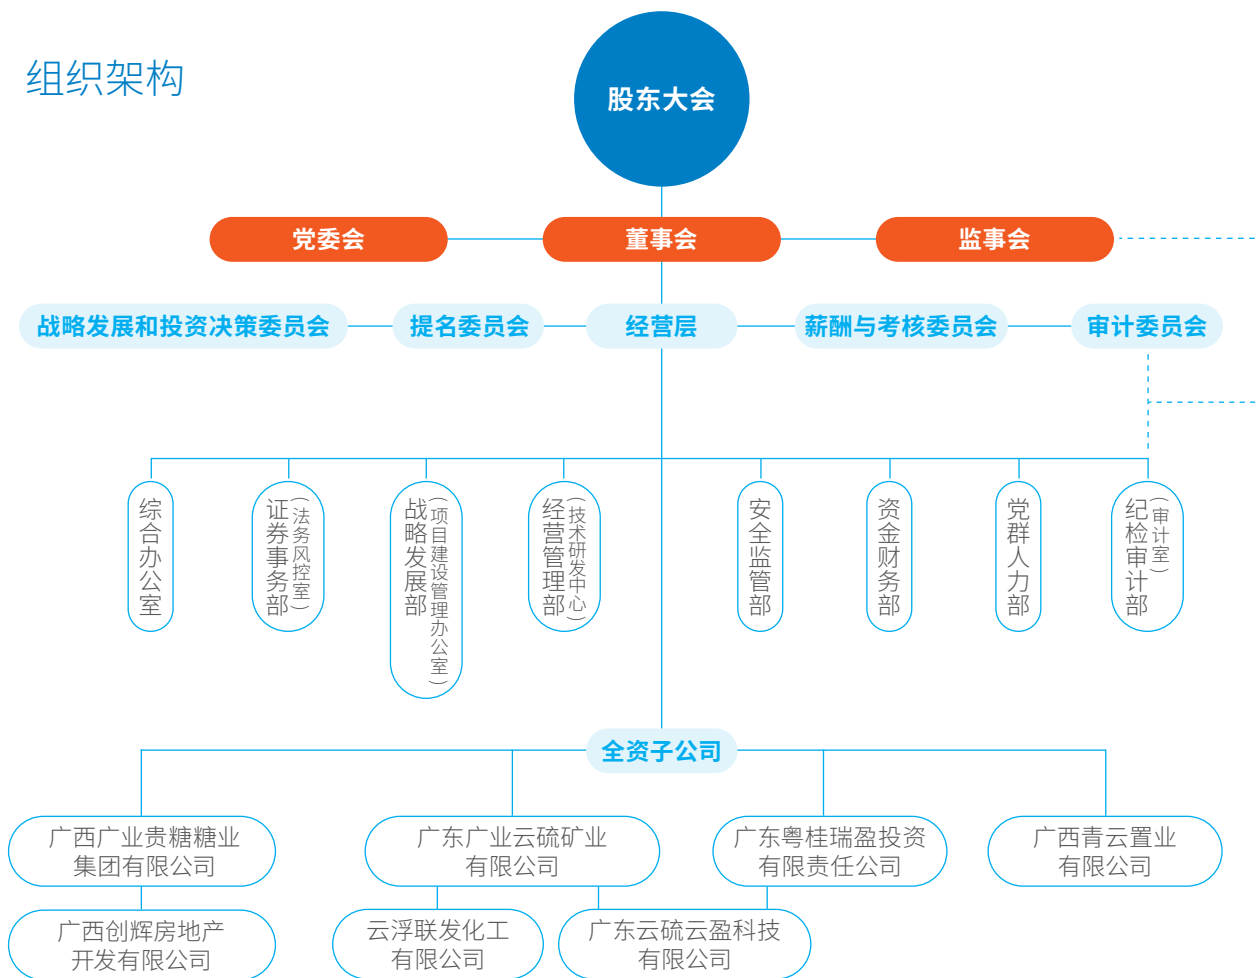 组织架构
股东大会
党委会
董事会
监事会
战略发展和投资决策委员会
提名委员会
经营层
薪酬与考核委员会
审计委员会
综合办公室
证券事务部
(法务风控室)
战略发展部
(项目建设管理办公室)
经营管理部
(技术研发中心)
安全监管部
资金财务部
党群人力部
纪检审计部
(审计室)
全资子公司
广西广业贵糖糖业
集团有限公司
广东广业云硫矿业
有限公司
广东粤桂瑞盈投资
有限责任公司
广西青云置业
有限公司
广西创辉房地产
开发有限公司
云浮联发化工
有限公司
广东云硫云盈科技
有限公司